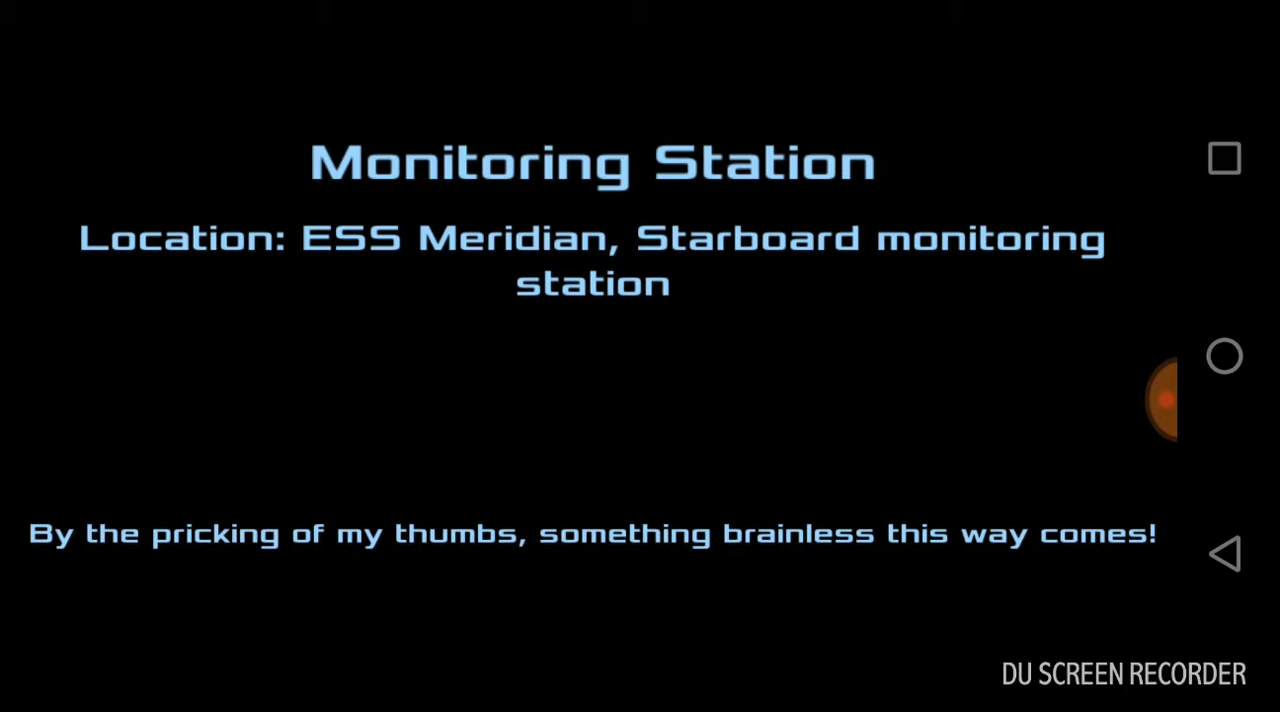 Monitoring Station
Location: ESS Meridian, Starboard monitoring
station
By the pricking of my thumbs, something brainless this way comes!
DU SCREEN RECORDER